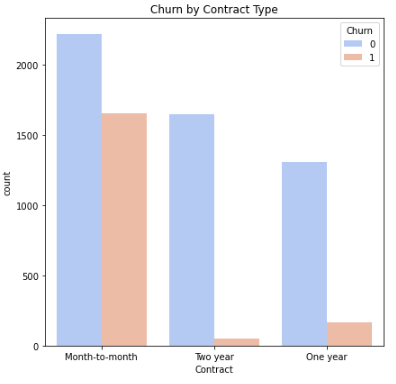 Churn by Contract Type
Churn
0
1
2000
1500
1000
500
0
count
Month-to-month
Two year
One year
Contract